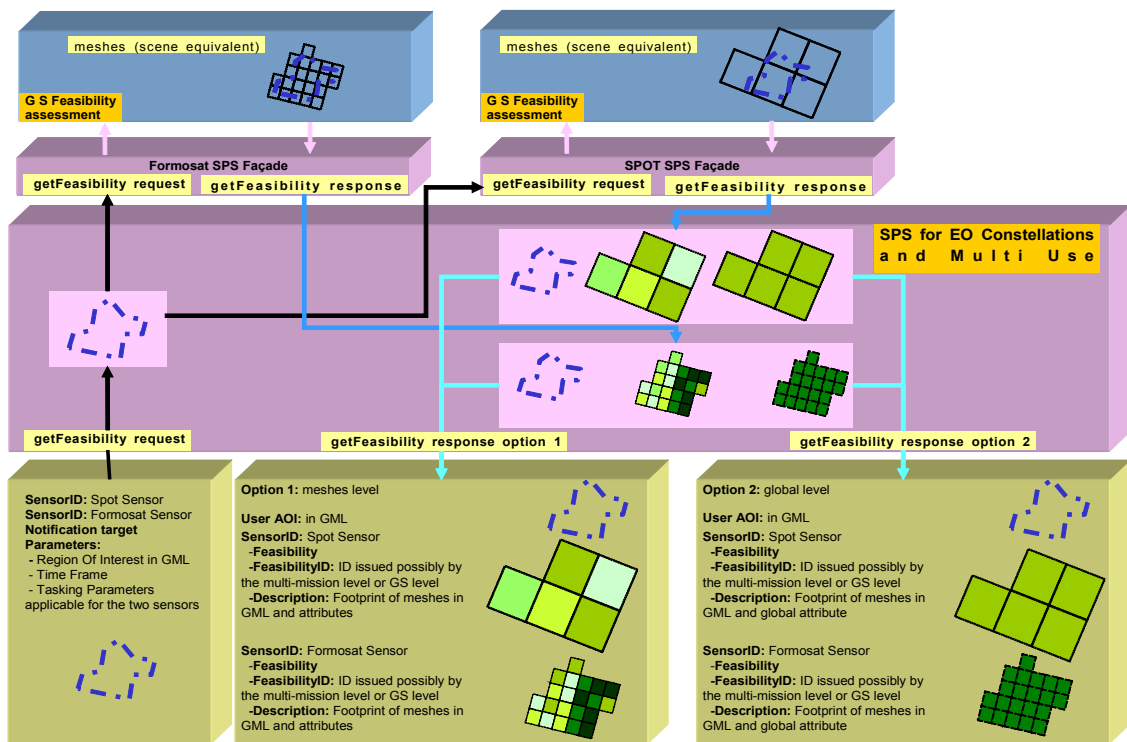 meshes (scene equivalent)
G S Feasibility
assessment
meshes (scene equivalent)
G S Feasibility
assessment
Formosat SPS Façade
getFeasibility request
getFeasibility response
SPOT SPS Façade
getFeasibility request
getFeasibility response
SPS for EO Constellations
and Multi Use
getFeasibility request
getFeasibility response option 1
getFeasibility response option 2
SensorID: Spot Sensor
SensorID: Formosat Sensor
Notification target
Parameters:
- Region Of Interest in GML
- Time Frame
- Tasking Parameters
applicable for the two sensors
Option 1: meshes level
User AOI: in GML
SensorID: Spot Sensor
-Feasibility
-FeasibilityID: ID issued possibly by
the multi-mission level or GS level
-Description: Footprint of meshes in
GML and attributes
SensorID: Formosat Sensor
-Feasibility
-FeasibilityID: ID issued possibly by
the multi-mission level or GS level
-Description: Footprint of meshes in
GML and attributes
Option 2: global level
User AOI: in GML
SensorID: Spot Sensor
-Feasibility
-FeasibilityID: ID issued possibly by
the multi-mission level or GS level
-Description: Footprint of meshes in
GML and global attribute
SensorID: Formosat Sensor
-Feasibility
-FeasibilityID: ID issued possibly by
the multi-mission level or GS level
-Description: Footprint of meshes in
GML and global attribute